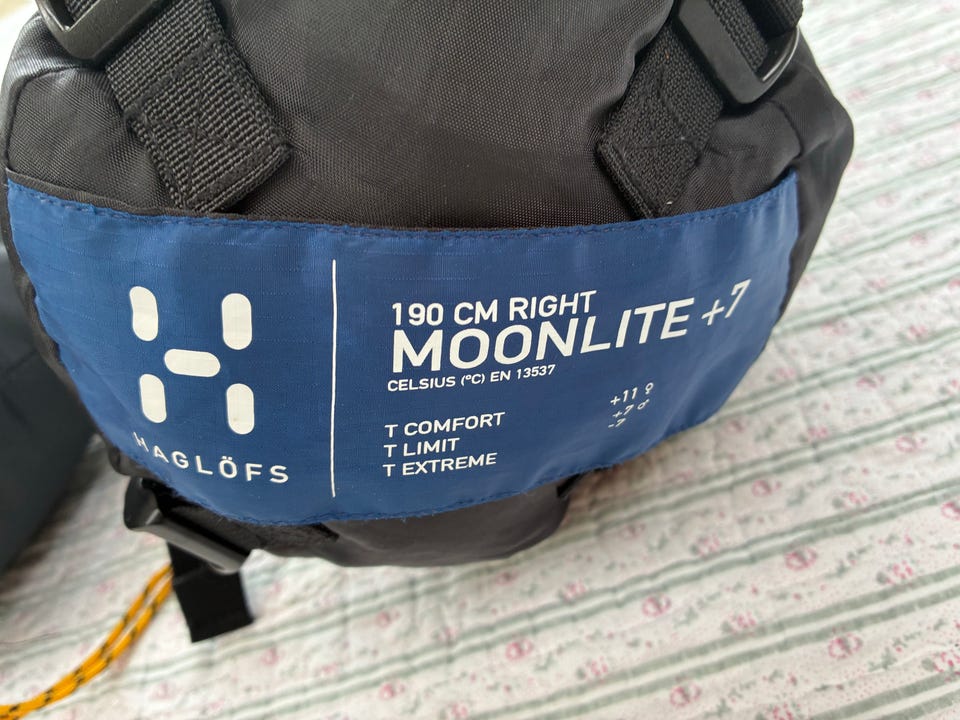 HAGLÖFS
190 CM RIGHT
MOONLITE +7
CELSIUS (°C) EN 13537
T COMFORT +11 ♀
T LIMIT +7 ♂
T EXTREME -7